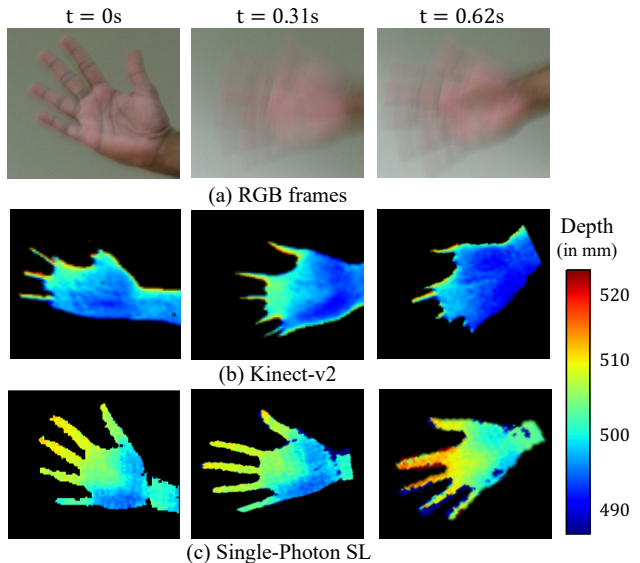 t = 0s
t = 0.31s
t = 0.62s
(a) RGB frames
Depth
(in mm)
520
510
500
490
(b) Kinect-v2
(c) Single-Photon SL